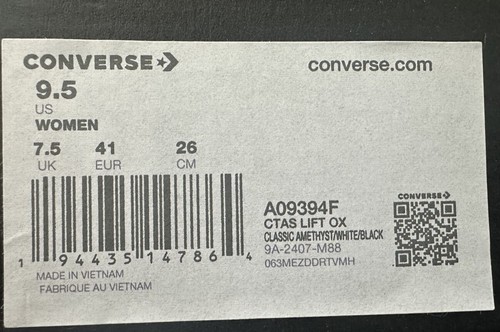 CONVERSE
converse.com
9.5
US
WOMEN
7.5 41 26
UK EUR CM
1 94435 14786 4
MADE IN VIETNAM
FABRIQUE AU VIETNAM
A09394F
CTAS LIFT OX
CLASSIC AMETHYST/WHITE/BLACK
9A-2407-M88
063MEZDDRTVMH
CONVERSE